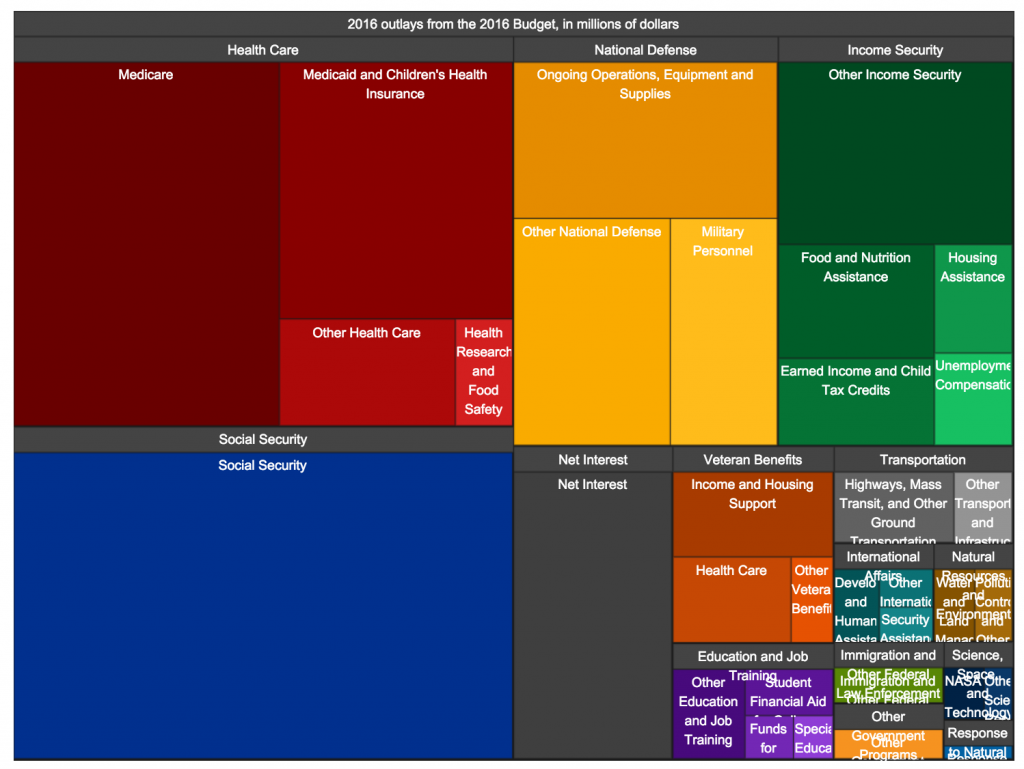 2016 outlays from the 2016 Budget, in millions of dollars
Health Care
National Defense
Income Security
Medicare
Medicaid and Children's Health
Insurance
Other Health Care
Health
Research
and
Food
Safety
Ongoing Operations, Equipment and
Supplies
Other National Defense
Military
Personnel
Other Income Security
Food and Nutrition
Assistance
Housing
Assistance
Earned Income and Child
Tax Credits
Unemployme
Compensatio
Social Security
Social Security
Net Interest
Net Interest
Veteran Benefits
Income and Housing
Support
Health Care
Other
Vetera
Benefi
Transportation
Highways, Mass
Transit, and Other
Ground
Transportation
Other
Transport
and
Infrastruc
International
Affairs
Develo
and
Human
Assista
Other
Internatio
Security
Assistan
Natural
Resources
and
Environment
Water
and
Land
Manag
Polluti
Contro
and
Other
Education and Job
Training
Other
Education
and Job
Training
Student
Financial Aid
Funds
for
Specia
Educa
Immigration and
Other Federal
Law Enforcement
Immigration and
Other Federal
Other
Government
Programs
Other
Science,
Space
and
Technology
NASA
Othe
Scie
Response
to Natural